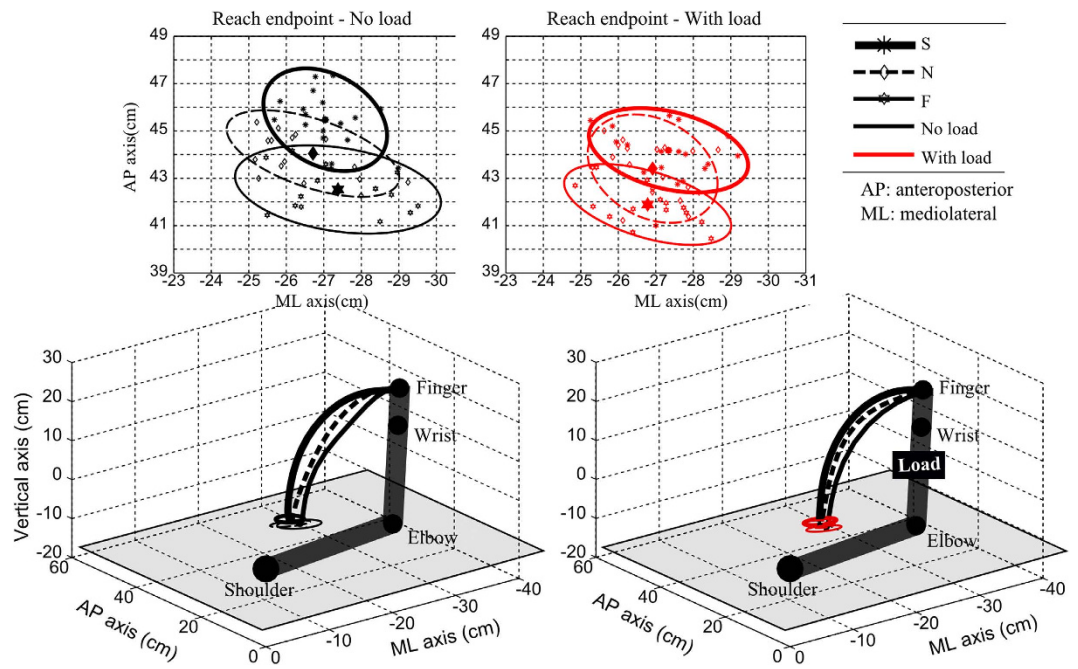 Reach endpoint - No load
49
47
45
43
41
39
AP axis(cm)
-23 -24 -25 -26 -27 -28 -29 -30
ML axis(cm)
Reach endpoint - With load
49
47
45
43
41
39
-23 -24 -25 -26 -27 -28 -29 -30 -31
ML axis(cm)
S
N
F
No load
With load
AP: anteroposterior
ML: mediolateral
30
20
10
0
-10
-20
Vertical axis (cm)
60
40
20
0
AP axis (cm)
0
-10
-20
-30
-40
ML axis (cm)
Finger
Wrist
Elbow
Shoulder
30
20
10
0
-10
-20
60
40
20
0
AP axis (cm)
0
-10
-20
-30
-40
ML axis (cm)
Finger
Wrist
Load
Elbow
Shoulder